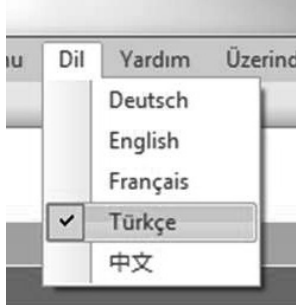 Dil Yardım
Deutsch
English
Français
Türkçe
中文